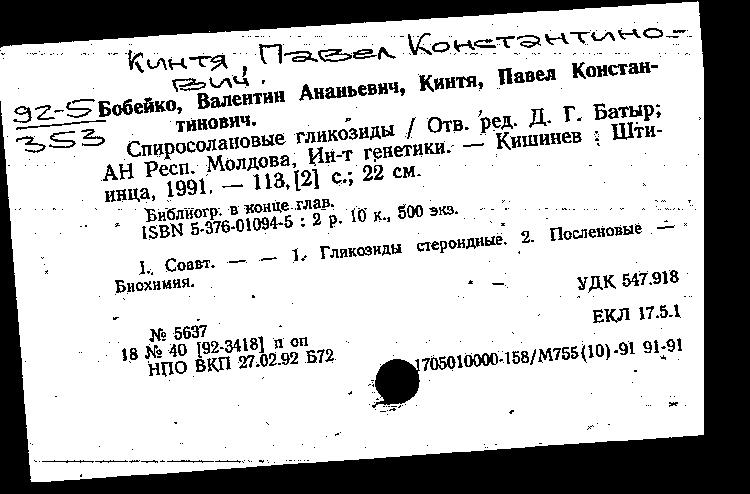 Кинтя, Павел Константино-
вич.
92-5
353
Бобейко, Валентин Ананьевич, Кинтя, Павел Констан-
тинович.
Спиросолановые гликозиды / Отв. ред. Д. Г. Батыр;
АН Респ. Молдова, Ин-т генетики. — Кишинев : Шти-
инца, 1991. — 113, [2] с.; 22 см.
Библиогр. в конце глав.
ISBN 5-376-01094-5 : 2 р. 10 к., 500 экз.
1. Соавт. — — 1. Гликозиды стероидные. 2. Пасленовые —
Биохимия.
УДК 547.918
ЕКЛ 17.5.1
№ 5637
18 № 40 [92-3418] п оп
НПО ВКП 27.02.92 Б72
1705010000-158/М755(10)-91 91-91